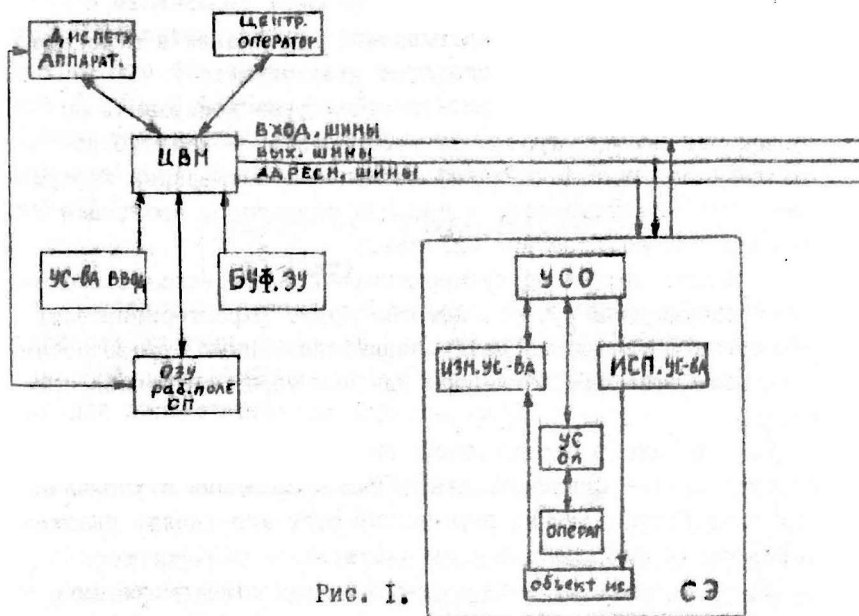 ДИСПЕТЧ
АППАРАТ.
ЦЕНТР.
ОПЕРАТОР
ЦВМ
ВХОД. ШИНЫ
ВЫХ. ШИНЫ
АДРЕСН. ШИНЫ
УС-ВА ВВОД
БУФ. ЗУ
ОЗУ
раб. поле
СП
УСО
ИЗМ. УС-ВА
ИСП. УС-ВА
УС
ОП
ОПЕРАТ
объект
СЭ
Рис. 1.